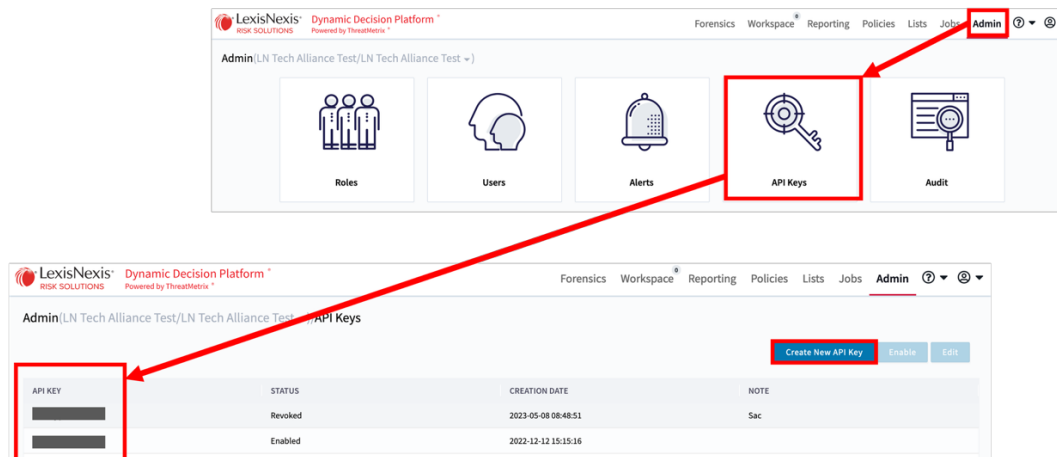 LexisNexis® Dynamic Decision Platform™
RISK SOLUTIONS Powered by ThreatMetrix®
Forensics Workspace 0 Reporting Policies Lists Jobs Admin
Admin(LN Tech Alliance Test/LN Tech Alliance Test)
Roles Users Alerts API Keys Audit
LexisNexis® Dynamic Decision Platform™
RISK SOLUTIONS Powered by ThreatMetrix®
Forensics Workspace 0 Reporting Policies Lists Jobs Admin
Admin(LN Tech Alliance Test/LN Tech Alliance Test /API Keys
Create New API Key Enable Edit
API KEY STATUS CREATION DATE NOTE
Revoked 2023-05-08 08:48:51 Sac
Enabled 2022-12-12 15:15:16